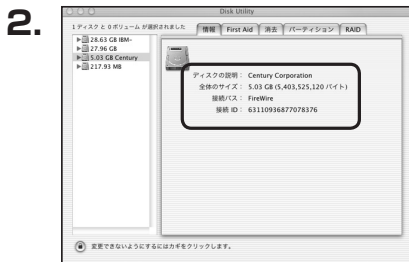 2.
Disk Utility
1 ディスク と 0 ボリューム が選択されました
情報 First Aid 消去 パーティション RAID
28.63 GB IBM-
27.96 GB
5.03 GB Century
217.93 MB
ディスクの説明： Century Corporation
全体のサイズ： 5.03 GB (5,403,525,120 バイト)
接続バス： FireWire
接続 ID： 63110936877078376
変更できないようにするにはカギをクリックします。